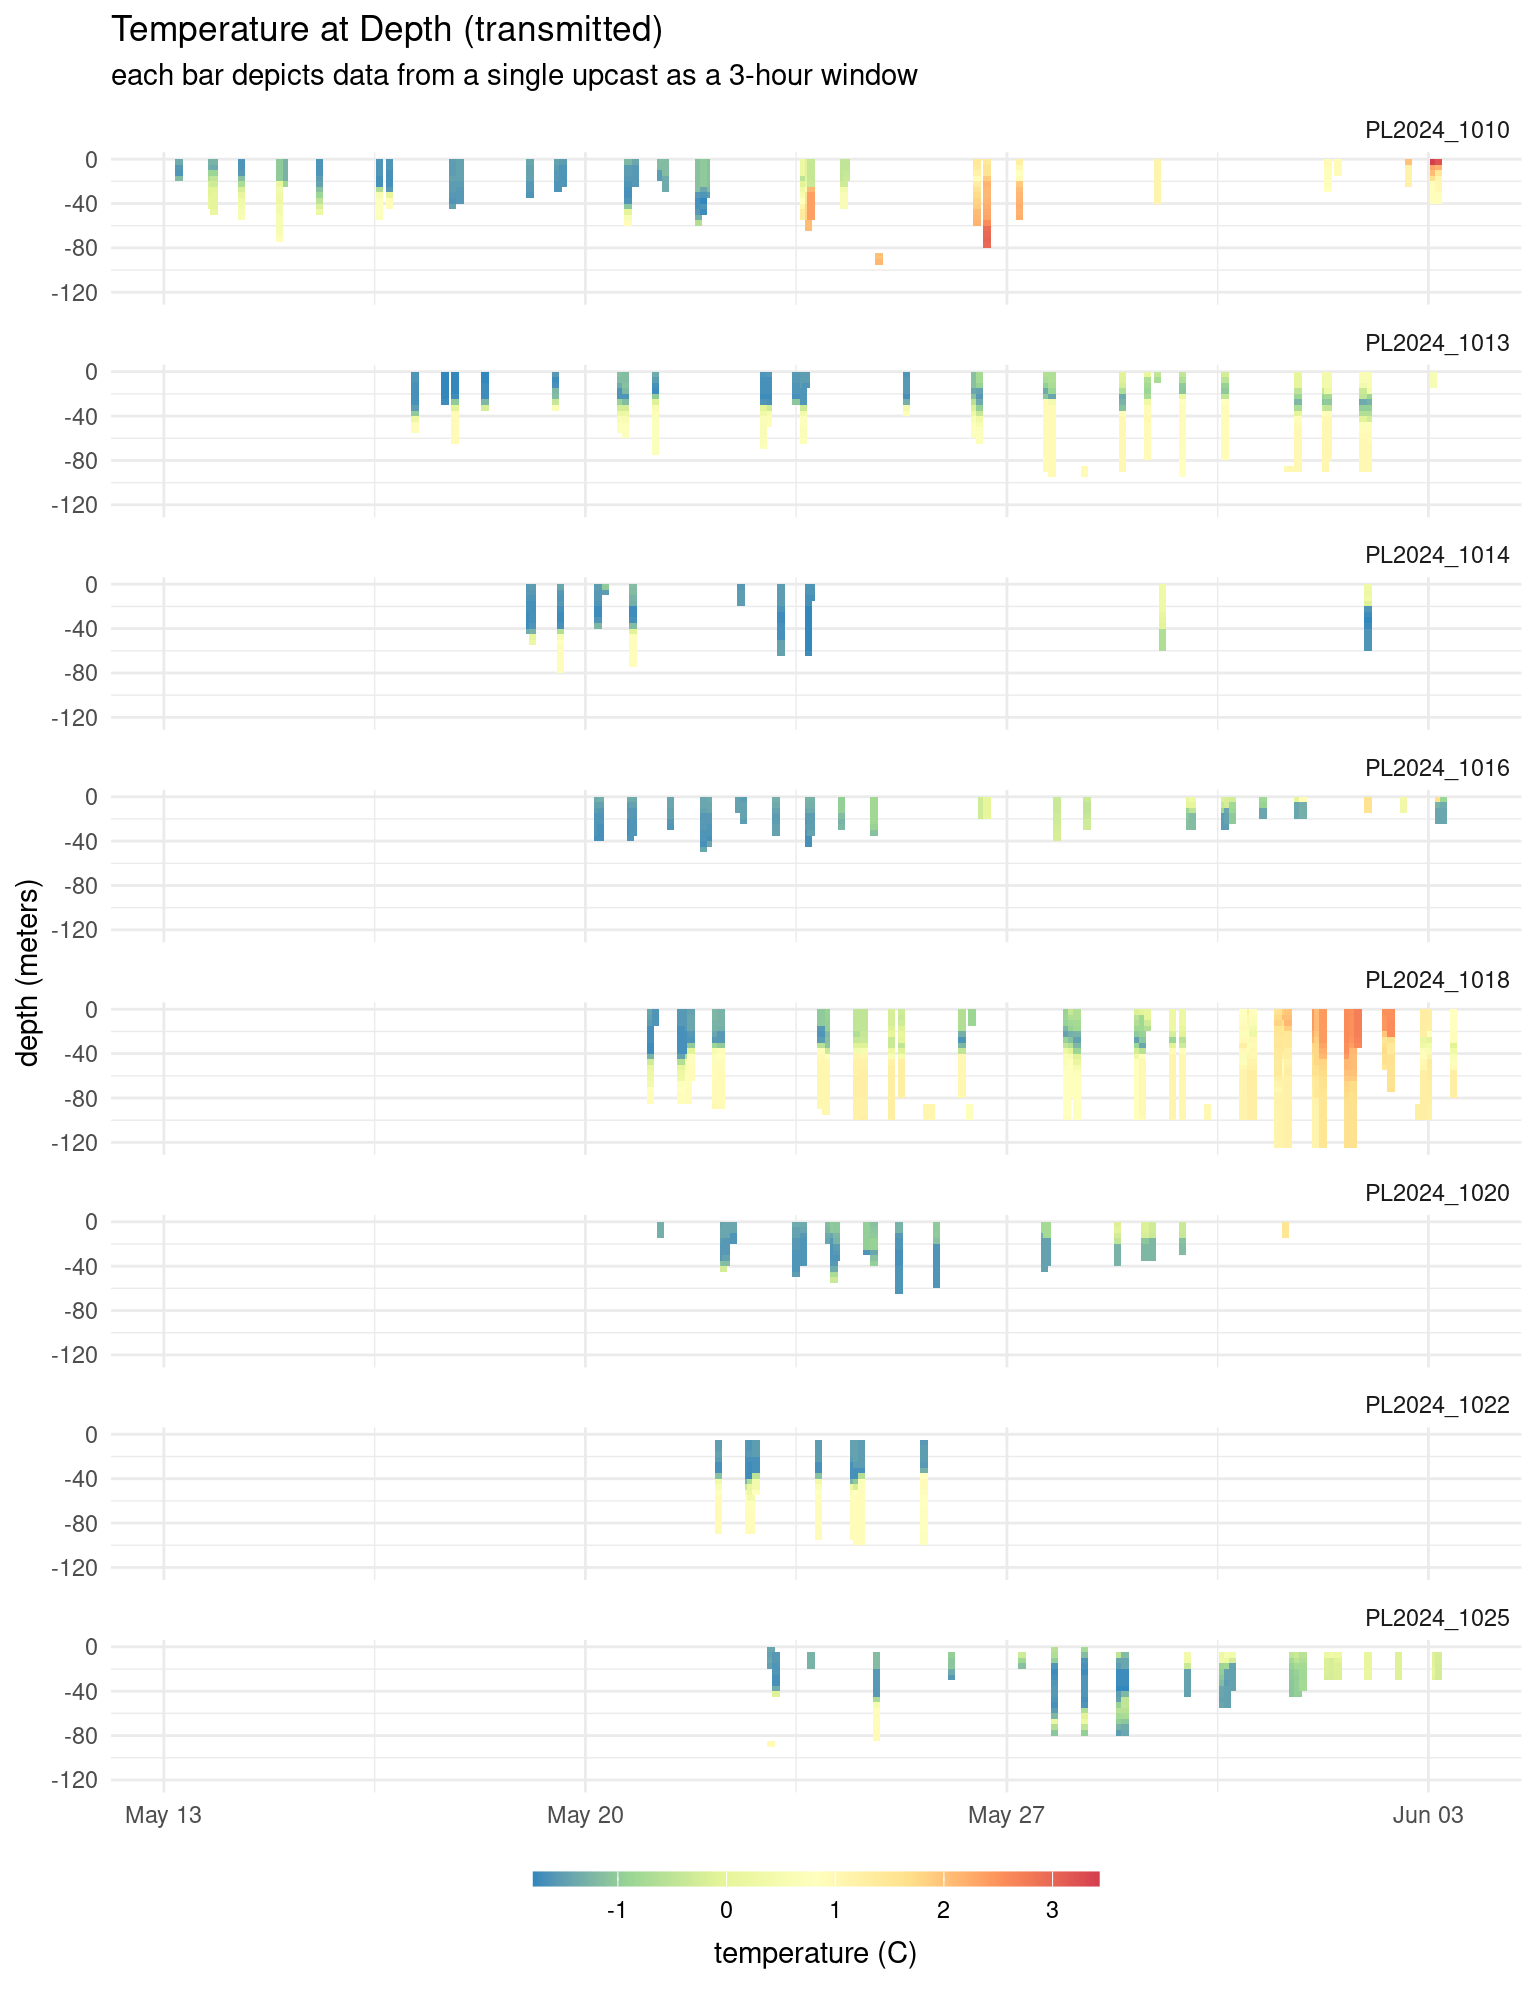 Temperature at Depth (transmitted)
each bar depicts data from a single upcast as a 3-hour window
PL2024_1010
0
-40
-80
-120
PL2024_1013
0
-40
-80
-120
PL2024_1014
0
-40
-80
-120
PL2024_1016
0
-40
-80
-120
depth (meters)
PL2024_1018
0
-40
-80
-120
PL2024_1020
0
-40
-80
-120
PL2024_1022
0
-40
-80
-120
PL2024_1025
0
-40
-80
-120
May 13 May 20 May 27 Jun 03
-1 0 1 2 3
temperature (C)